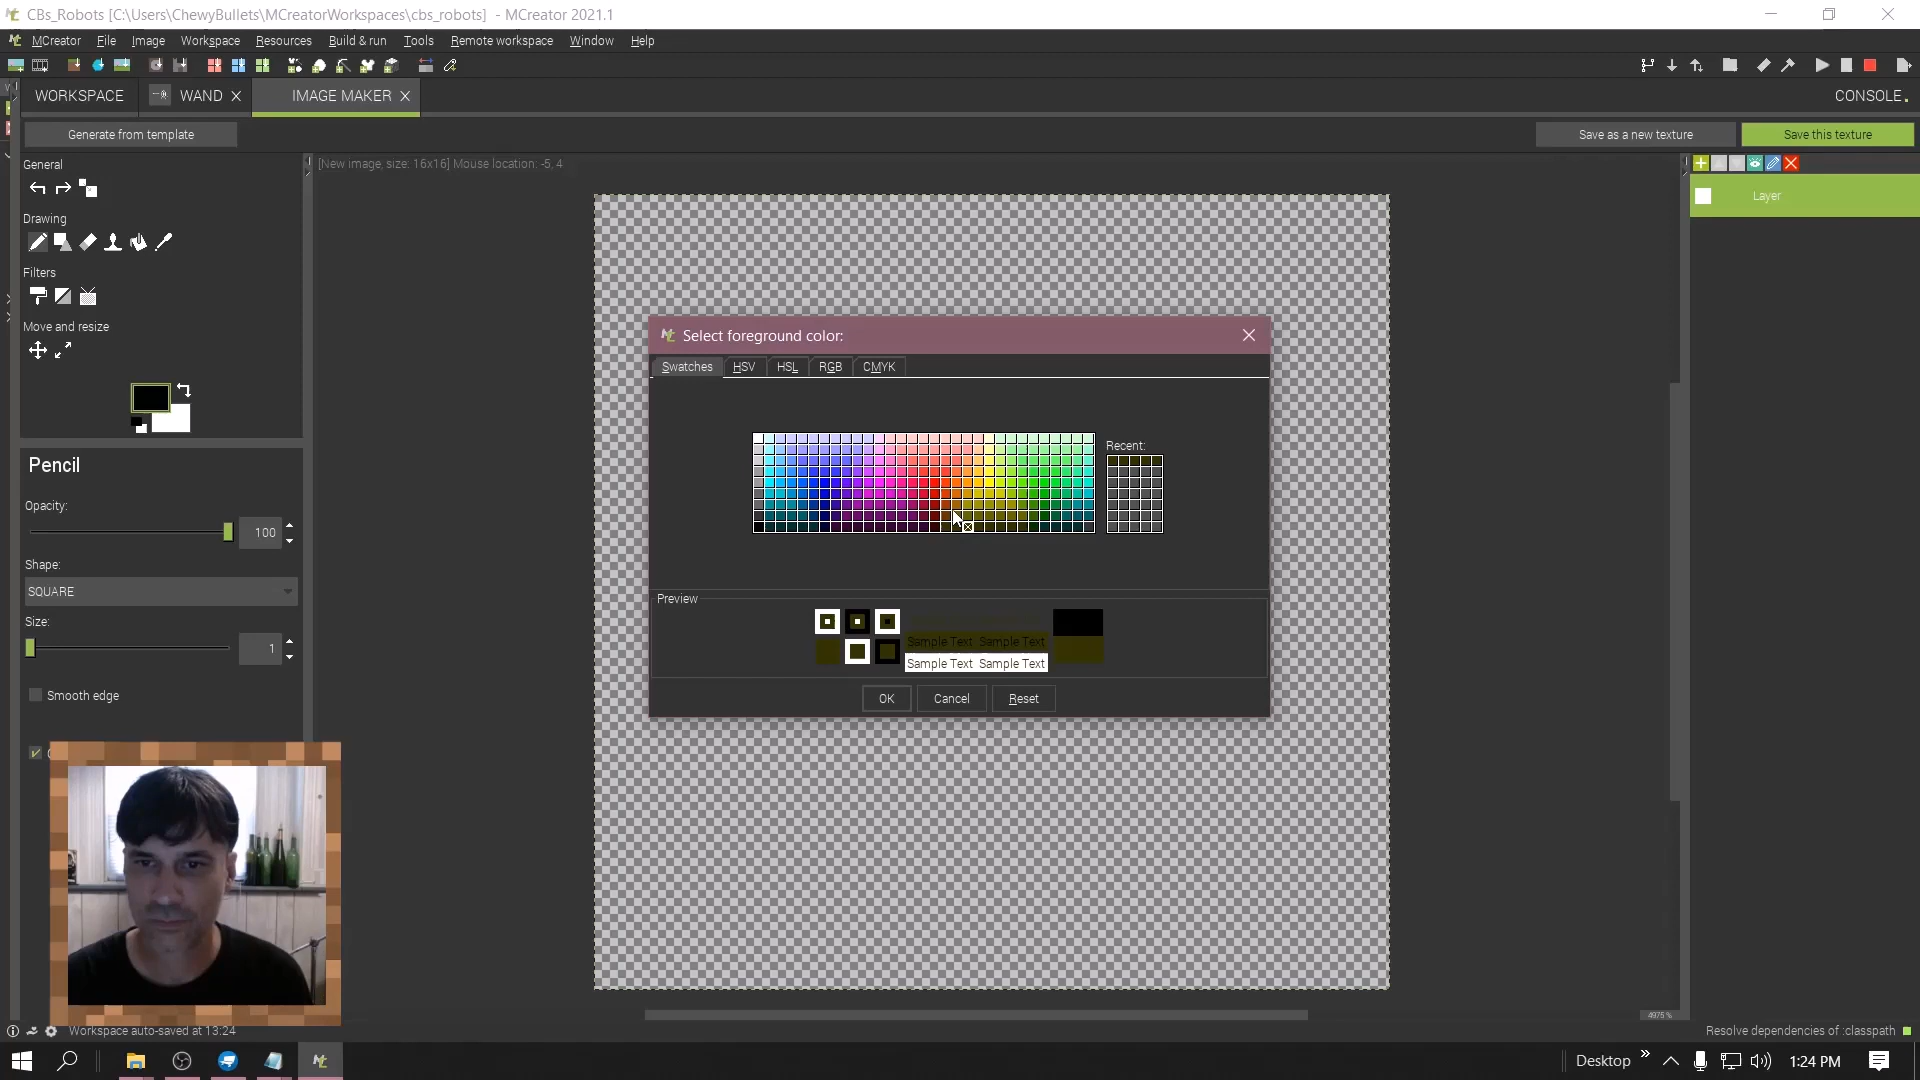 CBs_Robots [C:\Users\ChewyBullets\MCreatorWorkspaces\cbs_robots] - MCreator 2021.1
MCreator File Image Workspace Resources Build & run Tools Remote workspace Window Help
WORKSPACE WAND IMAGE MAKER CONSOLE.
Generate from template Save as a new texture Save this texture
General
[New image, size: 16x16] Mouse location: -5, 4
Layer
Drawing
Filters
Move and resize
Select foreground color:
Swatches HSV HSL RGB CMYK
Recent:
Pencil
Opacity:
100
Shape:
SQUARE
Size:
1
Smooth edge
Preview
Sample Text Sample Text
Sample Text Sample Text
OK Cancel Reset
4975 %
Workspace auto-saved at 13:24
Resolve dependencies of :classpath
Desktop
1:24 PM